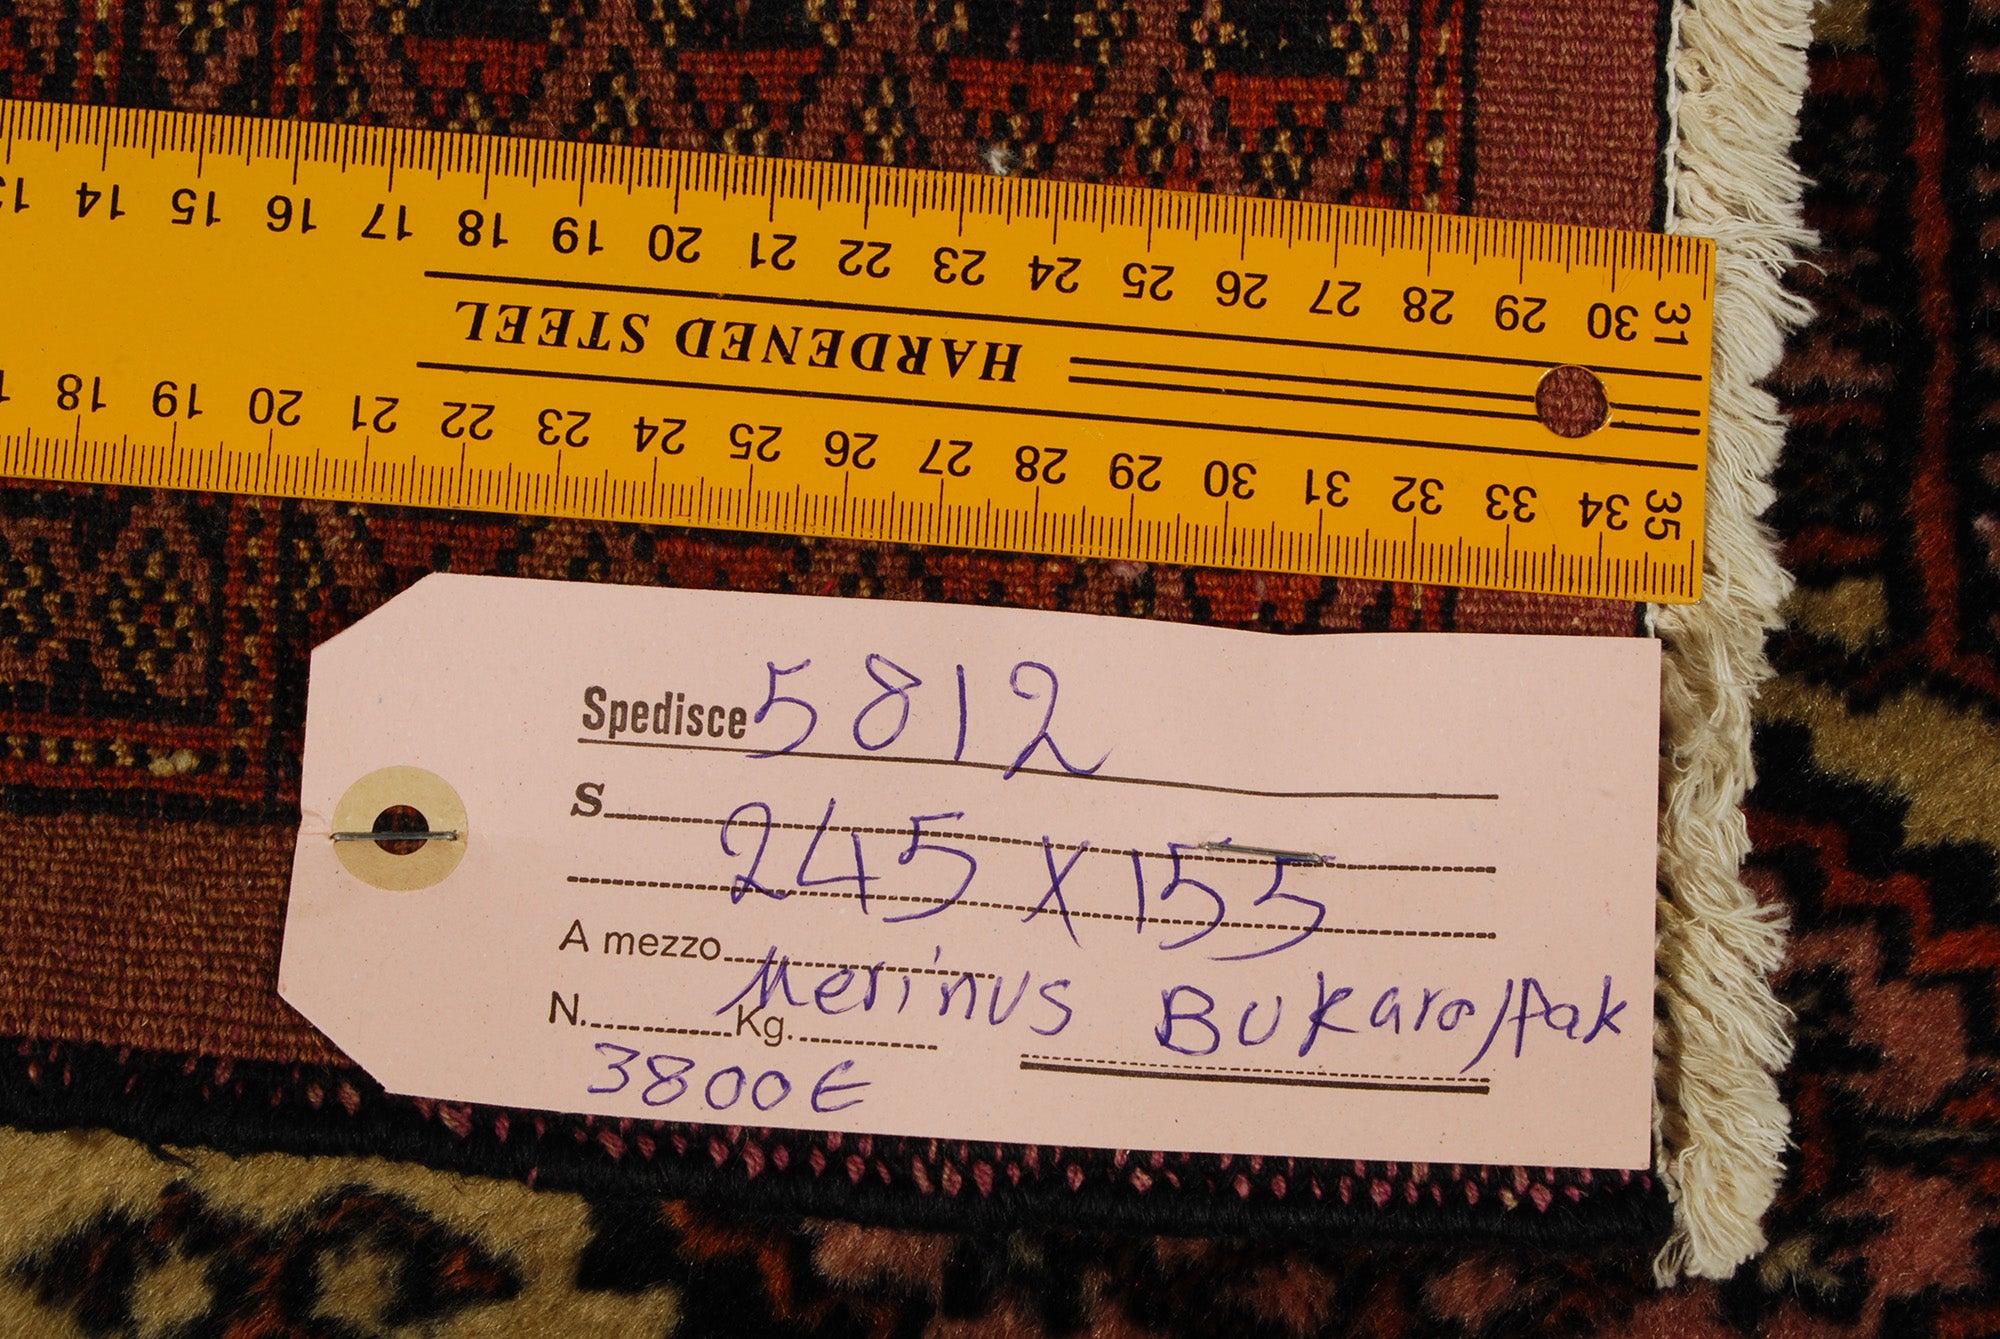 13 14 15 16 17 18 19 20 21 22 23 24 25 26 27 28 29 30 31
HARDENED STEEL
18 19 20 21 22 23 24 25 26 27 28 29 30 31 32 33 34 35
Spedisce 5812
S
245 X 155
A mezzo Merinus Bukara/Pak
N. Kg.
3800€